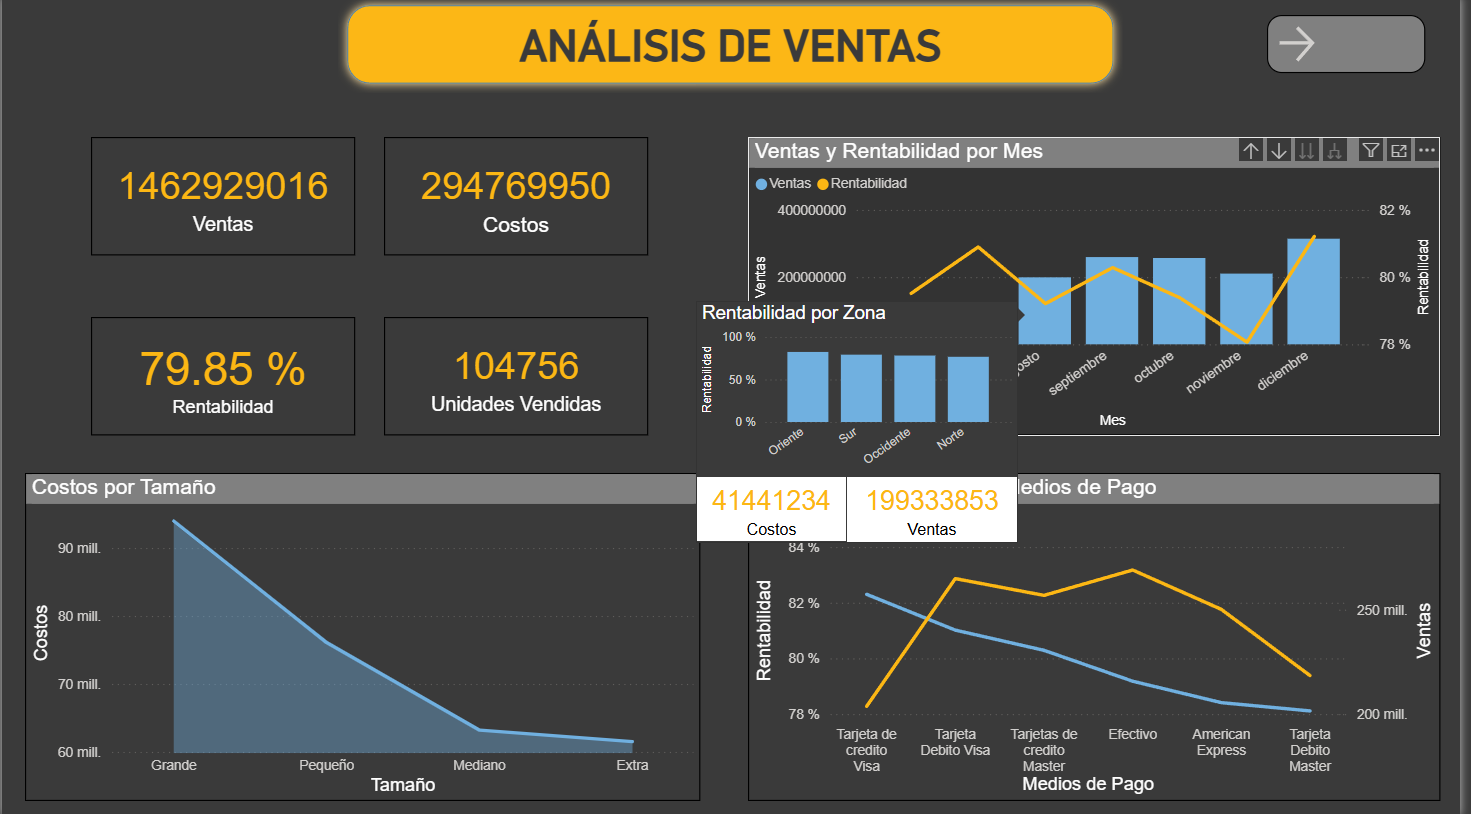 ANÁLISIS DE VENTAS
1462929016
Ventas
294769950
Costos
79.85 %
Rentabilidad
104756
Unidades Vendidas
Ventas y Rentabilidad por Mes
Ventas Rentabilidad
400000000
200000000
Ventas
82 %
80 %
78 %
Rentabilidad
osto
septiembre
octubre
noviembre
diciembre
Mes
Rentabilidad por Zona
100 %
50 %
0 %
Rentabilidad
Oriente
Sur
Occidente
Norte
41441234
Costos
199333853
Ventas
Costos por Tamaño
90 mill.
80 mill.
70 mill.
60 mill.
Costos
Grande
Pequeño
Mediano
Extra
Tamaño
Medios de Pago
84 %
82 %
80 %
78 %
Rentabilidad
250 mill.
200 mill.
Ventas
Tarjeta de
credito
Visa
Tarjeta
Debito Visa
Tarjetas de
credito
Master
Efectivo
American
Express
Tarjeta
Debito
Master
Medios de Pago